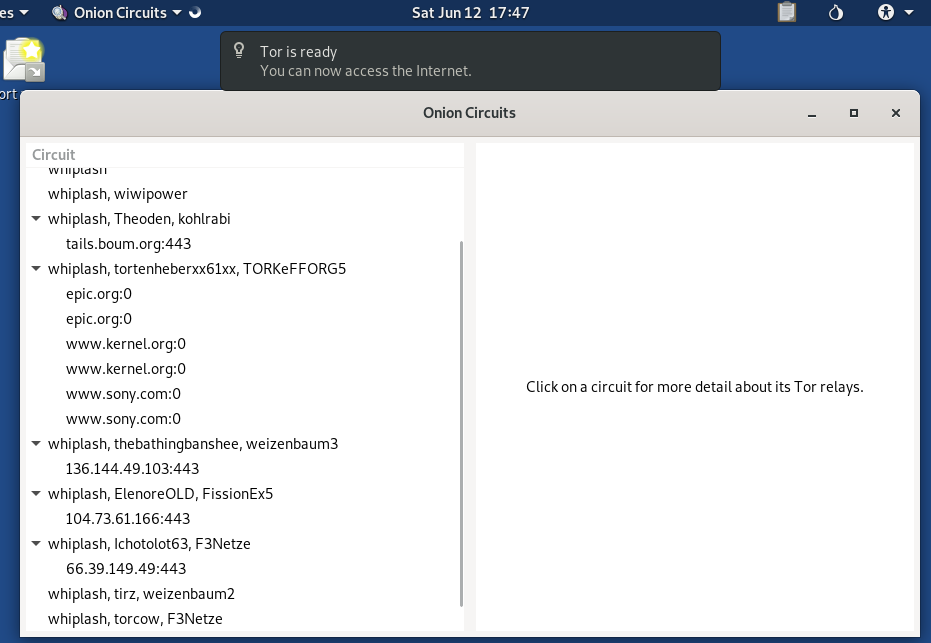 es Onion Circuits Sat Jun 12 17:47
Tor is ready
You can now access the Internet.
ort
Onion Circuits
Circuit
whiplash
whiplash, wiwipower
whiplash, Theoden, kohlrabi
tails.boum.org:443
whiplash, tortenheberxx61xx, TORKeFFORG5
epic.org:0
epic.org:0
www.kernel.org:0
www.kernel.org:0
www.sony.com:0
www.sony.com:0
whiplash, thebathingbanshee, weizenbaum3
136.144.49.103:443
whiplash, ElenoreOLD, FissionEx5
104.73.61.166:443
whiplash, Ichotolot63, F3Netze
66.39.149.49:443
whiplash, tirz, weizenbaum2
whiplash, torcow, F3Netze
Click on a circuit for more detail about its Tor relays.